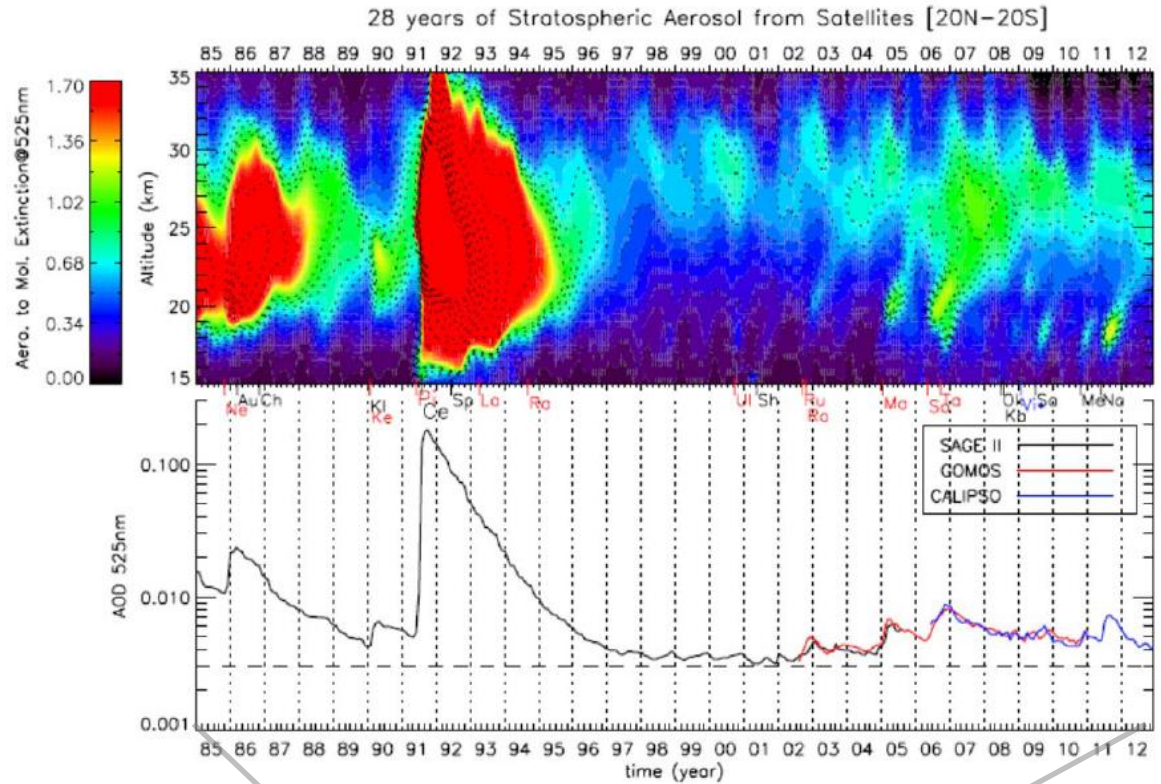 28 years of Stratospheric Aerosol from Satellites [20N-20S]
85 86 87 88 89 90 91 92 93 94 95 96 97 98 99 00 01 02 03 04 05 06 07 08 09 10 11 12
Aero. to Mol. Extinction@525nm
1.70
1.36
1.02
0.68
0.34
0.00
Altitude (km)
35
30
25
20
15
Ne Au Ch Kl Ke Pi Ce Sp La Ra Ul Sh Ru Ra Ma So Ta Ok Kb Vi* Sa Me Na
SAGE II
GOMOS
CALIPSO
AOD 525nm
0.100
0.010
0.001
85 86 87 88 89 90 91 92 93 94 95 96 97 98 99 00 01 02 03 04 05 06 07 08 09 10 11 12
time (year)